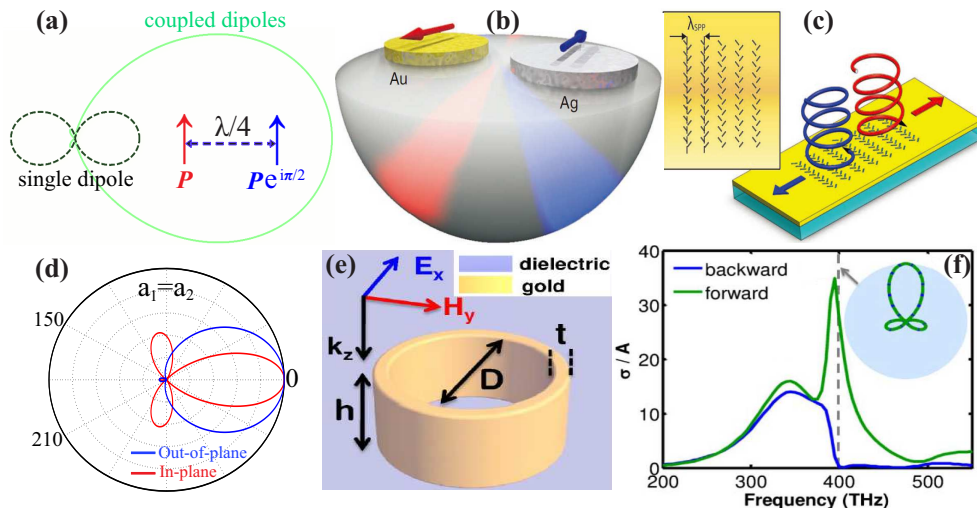 (a)
coupled dipoles
λ/4
single dipole
P
Pe^{iπ/2}
(b)
Au
Ag
(c)
λ_{SPP}
(d)
a₁=a₂
150
0
210
Out-of-plane
In-plane
(e)
E_x
H_y
k_z
dielectric
gold
t
D
h
(f)
backward
forward
σ / A
40
30
20
10
0
200
300
400
500
Frequency (THz)